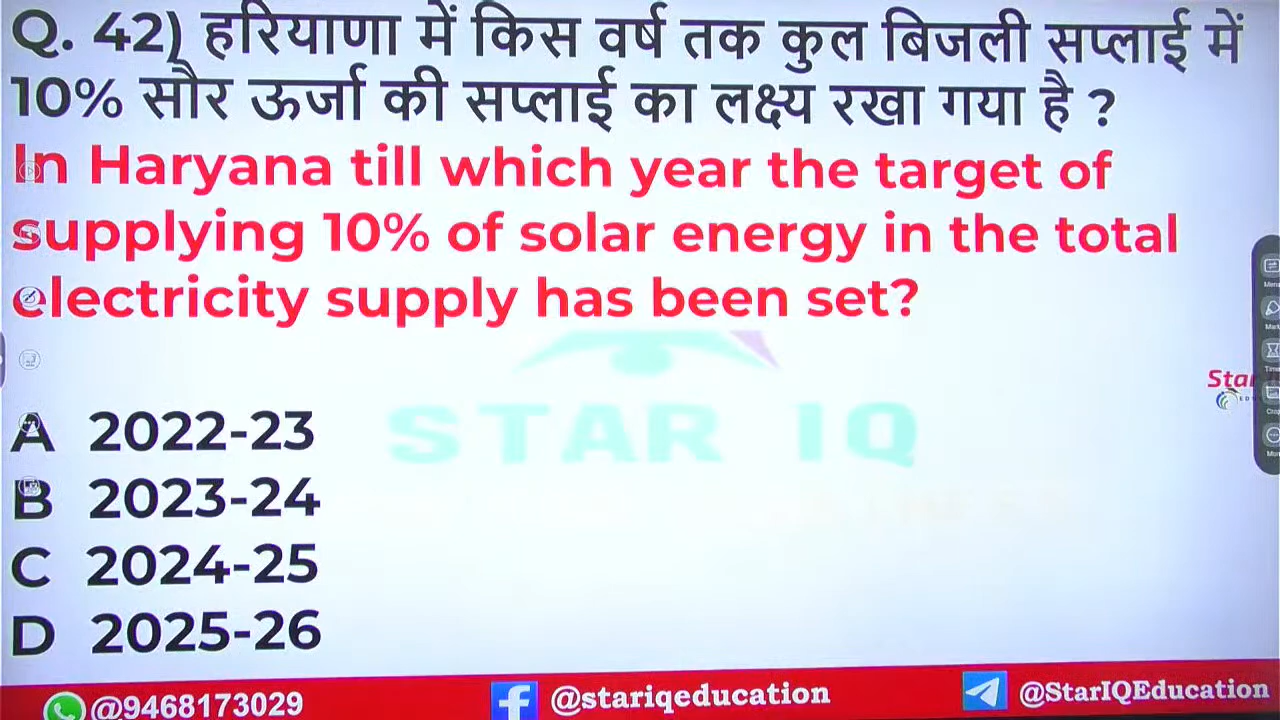 Q. 42) हरियाणा में किस वर्ष तक कुल बिजली सप्लाई में
10% सौर ऊर्जा की सप्लाई का लक्ष्य रखा गया है ?
In Haryana till which year the target of
supplying 10% of solar energy in the total
electricity supply has been set?
STAR IQ
Star
A 2022-23
B 2023-24
C 2024-25
D 2025-26
@9468173029
@stariqeducation
@StarIQEducation